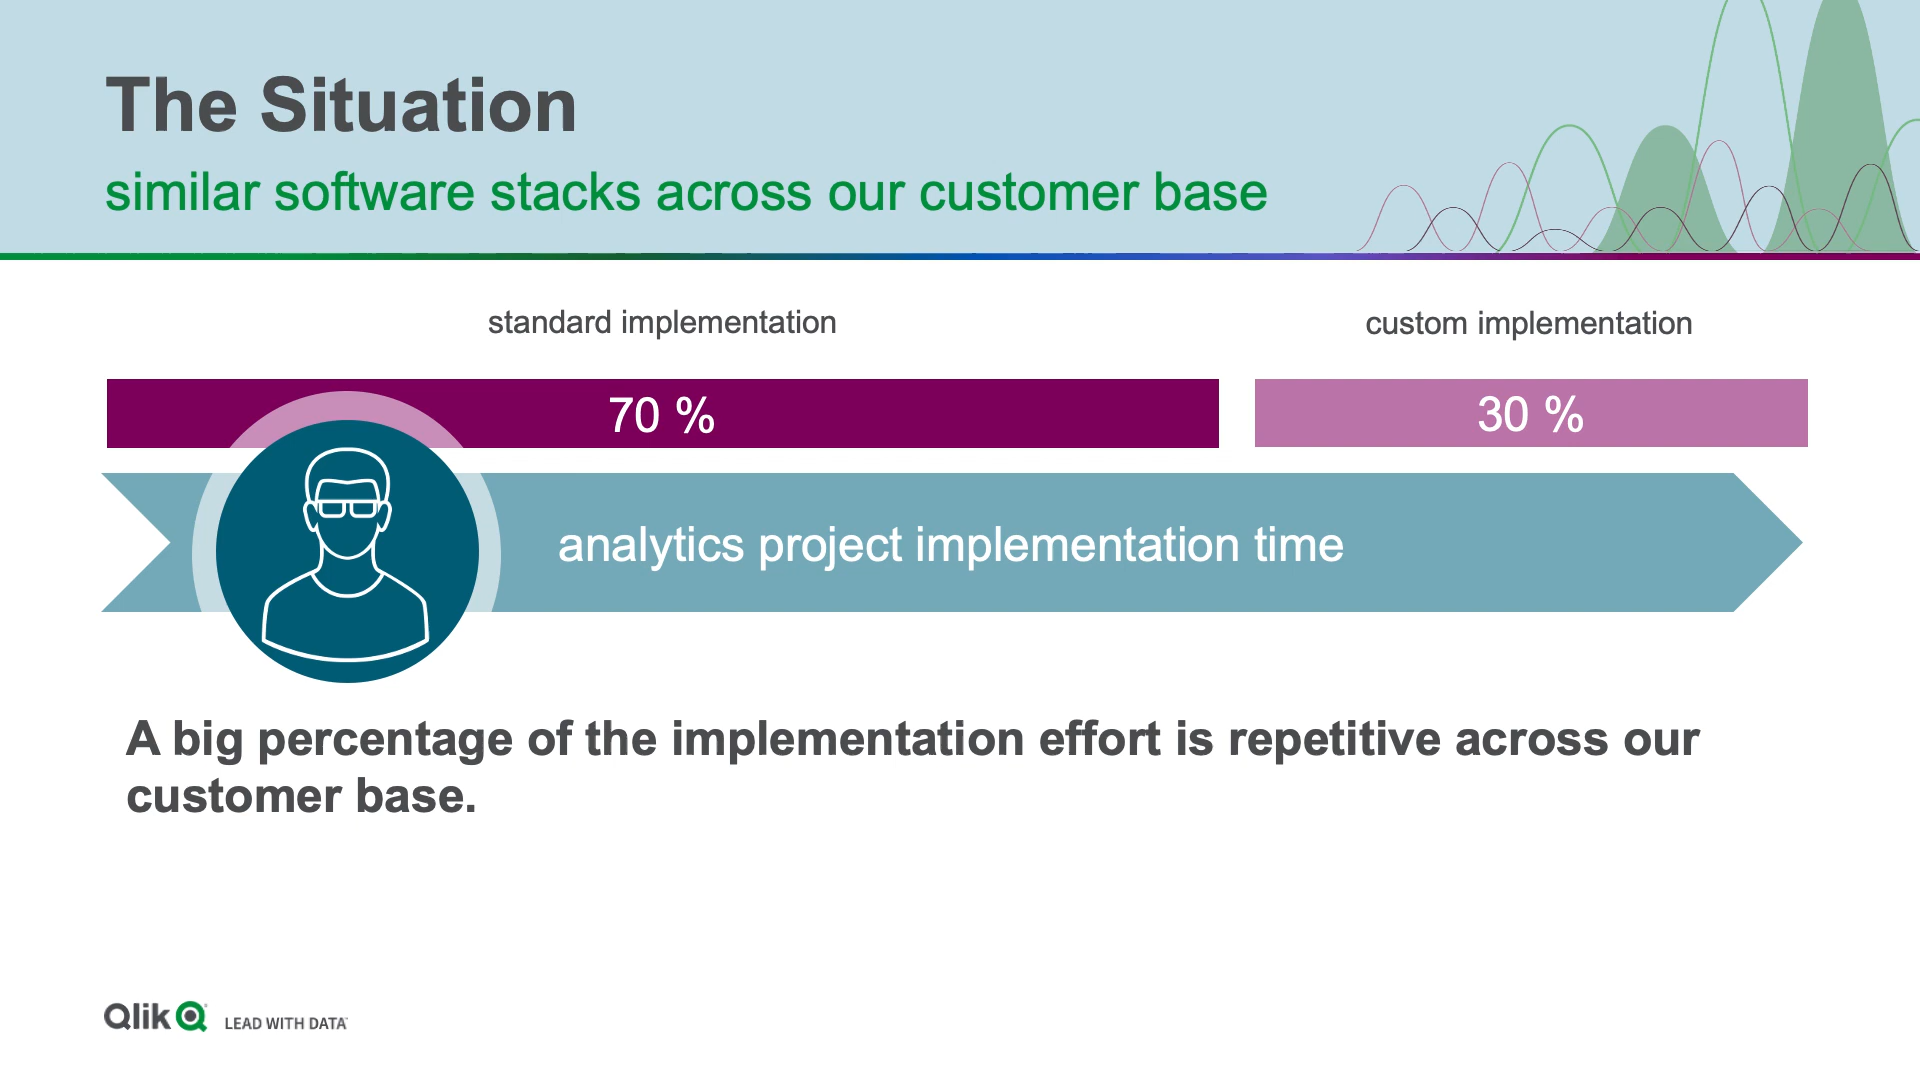 The Situation
similar software stacks across our customer base
standard implementation
custom implementation
70 %
30 %
analytics project implementation time
A big percentage of the implementation effort is repetitive across our
customer base.
Qlik
LEAD WITH DATA